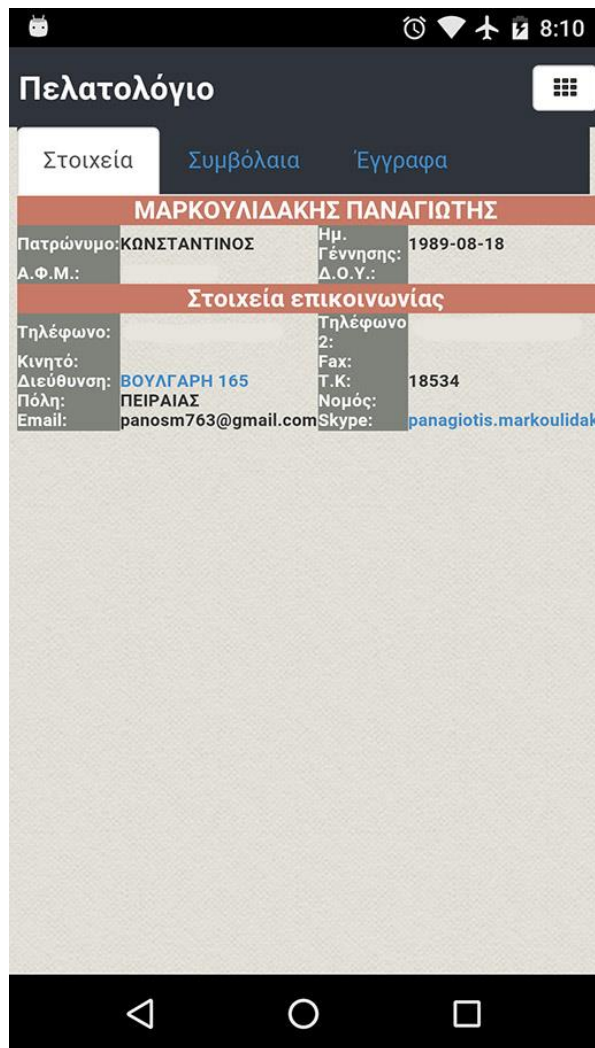 8:10
Πελατολόγιο
Στοιχεία Συμβόλαια Έγγραφα
ΜΑΡΚΟΥΛΙΔΑΚΗΣ ΠΑΝΑΓΙΩΤΗΣ
Πατρώνυμο: ΚΩΝΣΤΑΝΤΙΝΟΣ Ημ. Γέννησης: 1989-08-18
Α.Φ.Μ.: Δ.Ο.Υ.:
Στοιχεία επικοινωνίας
Τηλέφωνο: Τηλέφωνο 2:
Κινητό: Fax:
Διεύθυνση: ΒΟΥΛΓΑΡΗ 165 Τ.Κ: 18534
Πόλη: ΠΕΙΡΑΙΑΣ Νομός:
Email: panosm763@gmail.com Skype: panagiotis.markoulidak